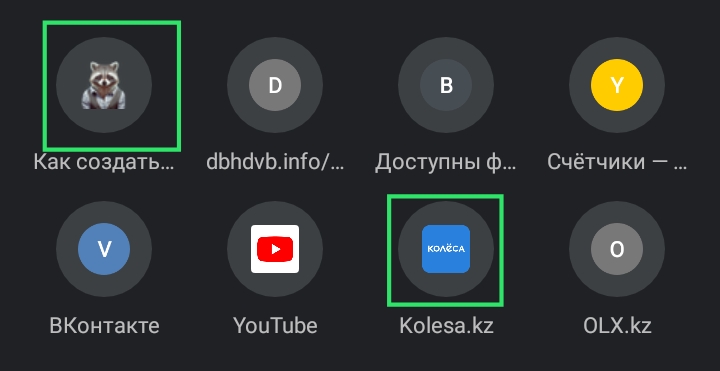 D
B
Y
Как создать...
dbhdvb.info/...
Доступны ф...
Счётчики — ...
V
КОЛЁСА
O
ВКонтакте
YouTube
Kolesa.kz
OLX.kz